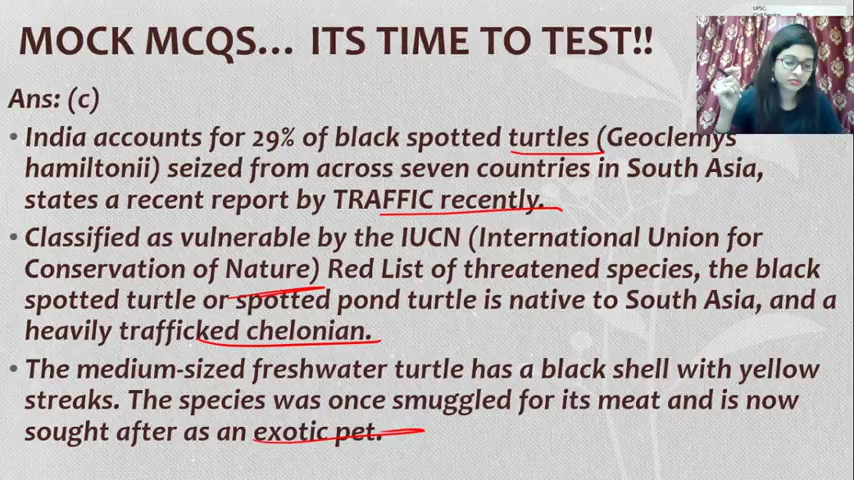 UPSC
MOCK MCQS... ITS TIME TO TEST!!
Ans: (c)
• India accounts for 29% of black spotted turtles (Geoclemys
hamiltonii) seized from across seven countries in South Asia,
states a recent report by TRAFFIC recently.
• Classified as vulnerable by the IUCN (International Union for
Conservation of Nature) Red List of threatened species, the black
spotted turtle or spotted pond turtle is native to South Asia, and a
heavily trafficked chelonian.
• The medium-sized freshwater turtle has a black shell with yellow
streaks. The species was once smuggled for its meat and is now
sought after as an exotic pet.